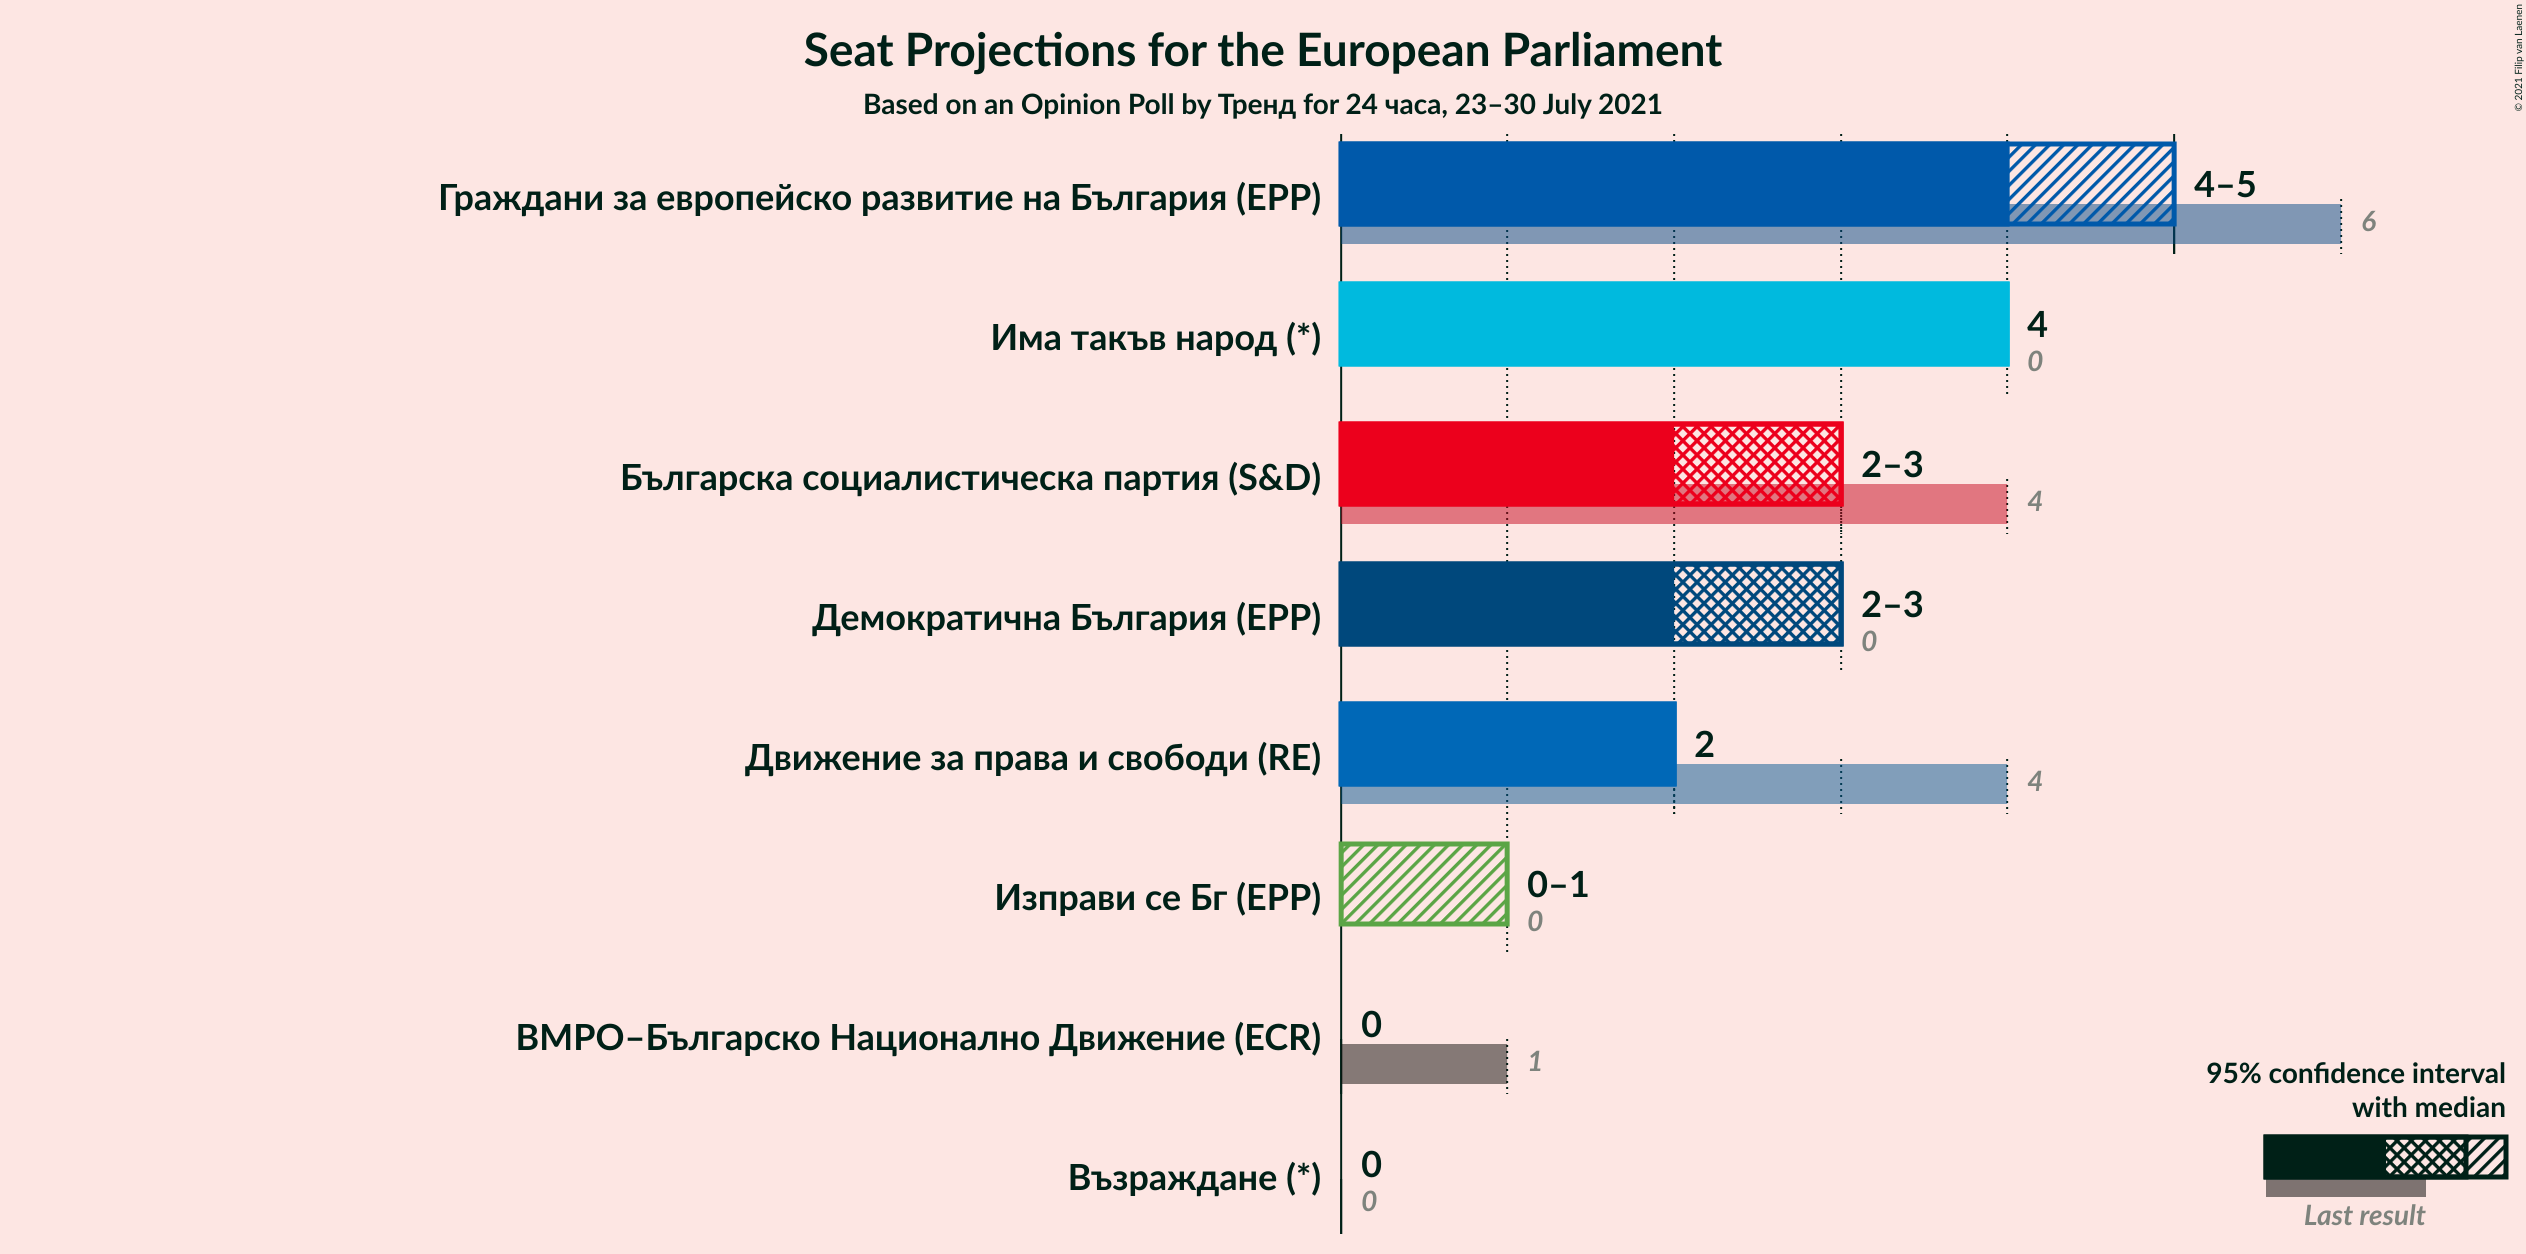 Seat Projections for the European Parliament
Based on an Opinion Poll by Тренд for 24 часа, 23–30 July 2021
© 2021 Filip van Laenen
Граждани за европейско развитие на България (EPP)
4–5
6
Има такъв народ (*)
4
0
Българска социалистическа партия (S&D)
2–3
4
Демократична България (EPP)
2–3
0
Движение за права и свободи (RE)
2
4
Изправи се Бг (EPP)
0–1
0
ВМРО–Българско Национално Движение (ECR)
0
1
Възраждане (*)
0
0
95% confidence interval
with median
Last result